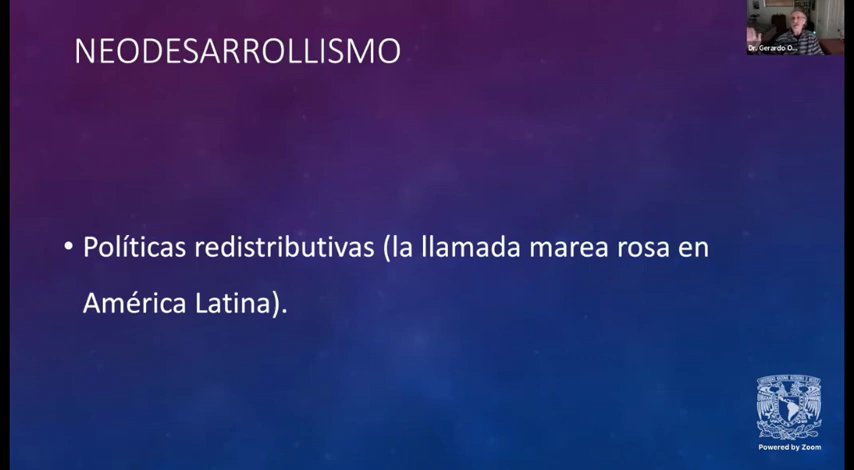 NEODESARROLLISMO
Dr. Gerardo O...
• Políticas redistributivas (la llamada marea rosa en
América Latina).
Powered by Zoom